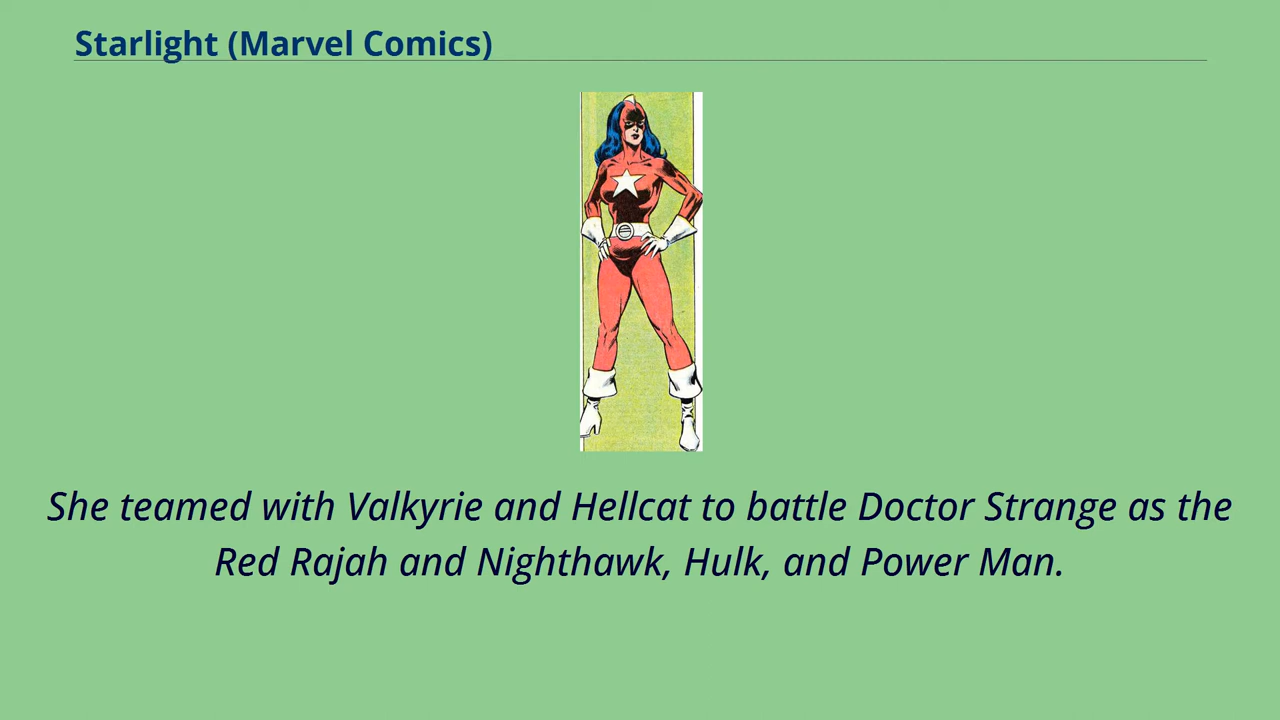 Starlight (Marvel Comics)
She teamed with Valkyrie and Hellcat to battle Doctor Strange as the
Red Rajah and Nighthawk, Hulk, and Power Man.